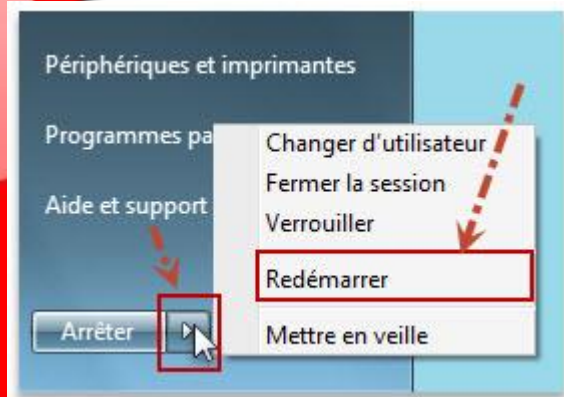 Périphériques et imprimantes
Programmes pa
Aide et support
Changer d'utilisateur
Fermer la session
Verrouiller
Redémarrer
Mettre en veille
Arrêter